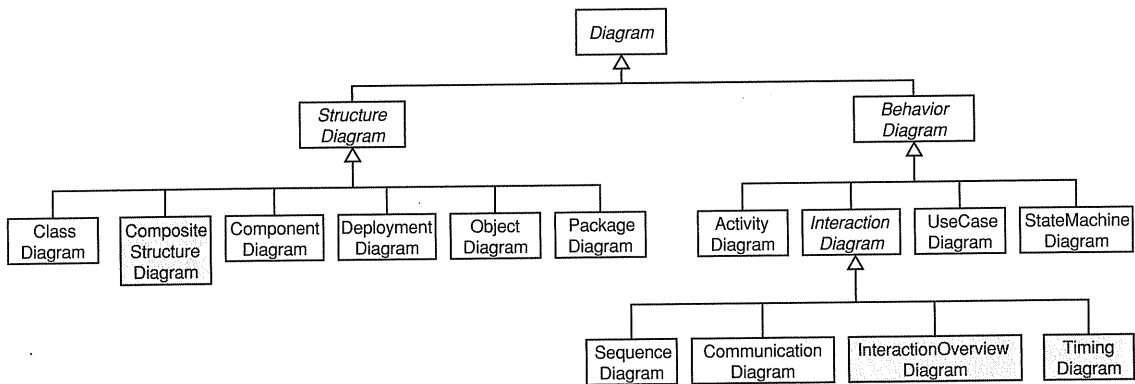 Diagram
Structure
Diagram
Behavior
Diagram
Class
Diagram
Composite
Structure
Diagram
Component
Diagram
Deployment
Diagram
Object
Diagram
Package
Diagram
Activity
Diagram
Interaction
Diagram
UseCase
Diagram
StateMachine
Diagram
Sequence
Diagram
Communication
Diagram
InteractionOverview
Diagram
Timing
Diagram